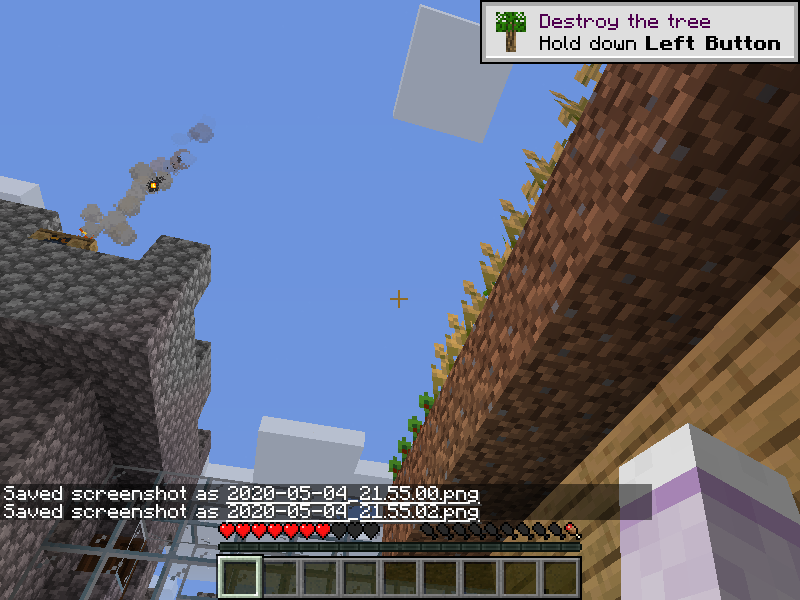 Destroy the tree
Hold down Left Button
Saved screenshot as 2020-05-04_21.55.00.png
Saved screenshot as 2020-05-04_21.55.02.png